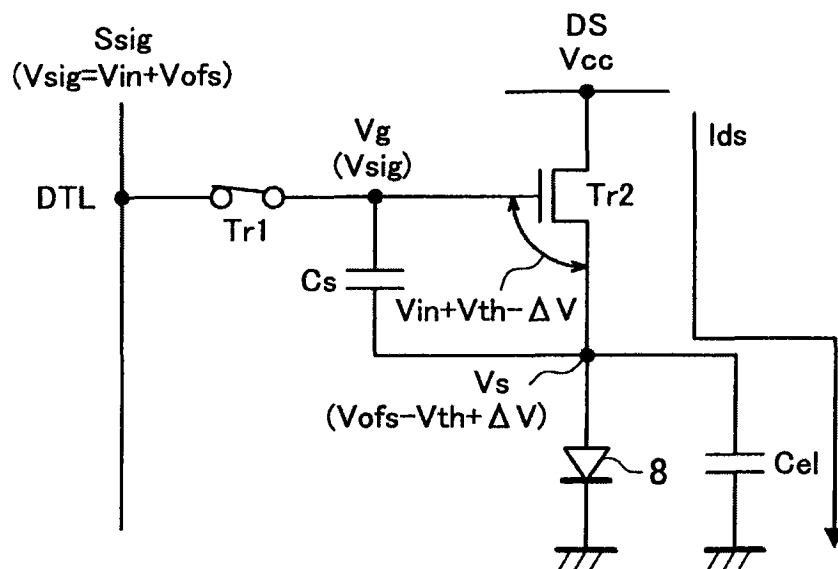 Ssig
(Vsig=Vin+Vofs)
DS
Vcc
Vg
(Vsig)
Ids
DTL
Tr1
Tr2
Cs
Vin+Vth-ΔV
Vs
(Vofs-Vth+ΔV)
8
Cel